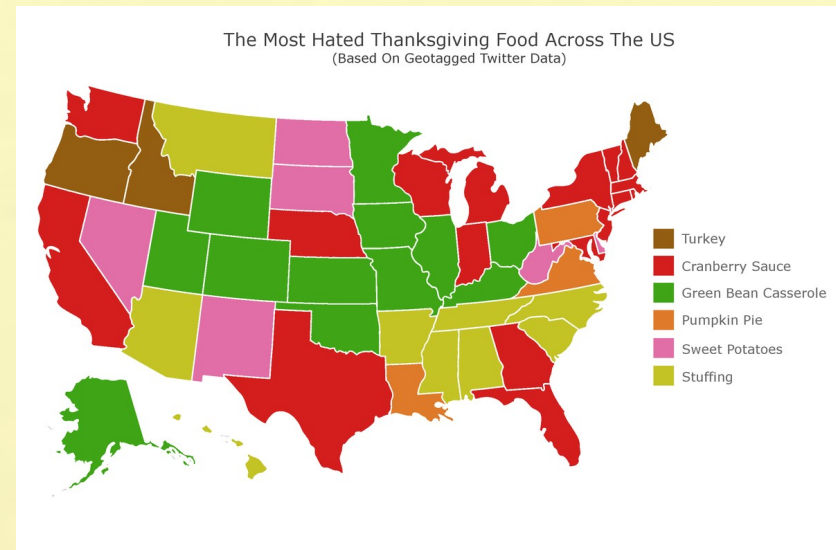 The Most Hated Thanksgiving Food Across The US
(Based On Geotagged Twitter Data)
Turkey
Cranberry Sauce
Green Bean Casserole
Pumpkin Pie
Sweet Potatoes
Stuffing